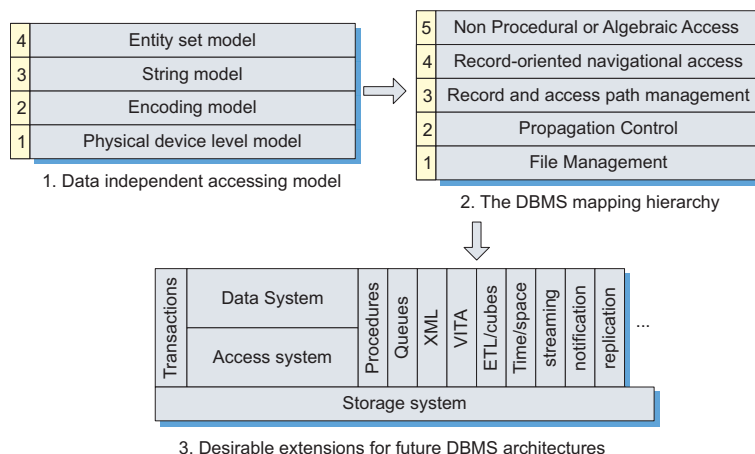 4 Entity set model
3 String model
2 Encoding model
1 Physical device level model
1. Data independent accessing model
5 Non Procedural or Algebraic Access
4 Record-oriented navigational access
3 Record and access path management
2 Propagation Control
1 File Management
2. The DBMS mapping hierarchy
Transactions
Data System
Access system
Procedures
Queues
XML
VITA
ETL/cubes
Time/space
streaming
notification
replication
...
Storage system
3. Desirable extensions for future DBMS architectures